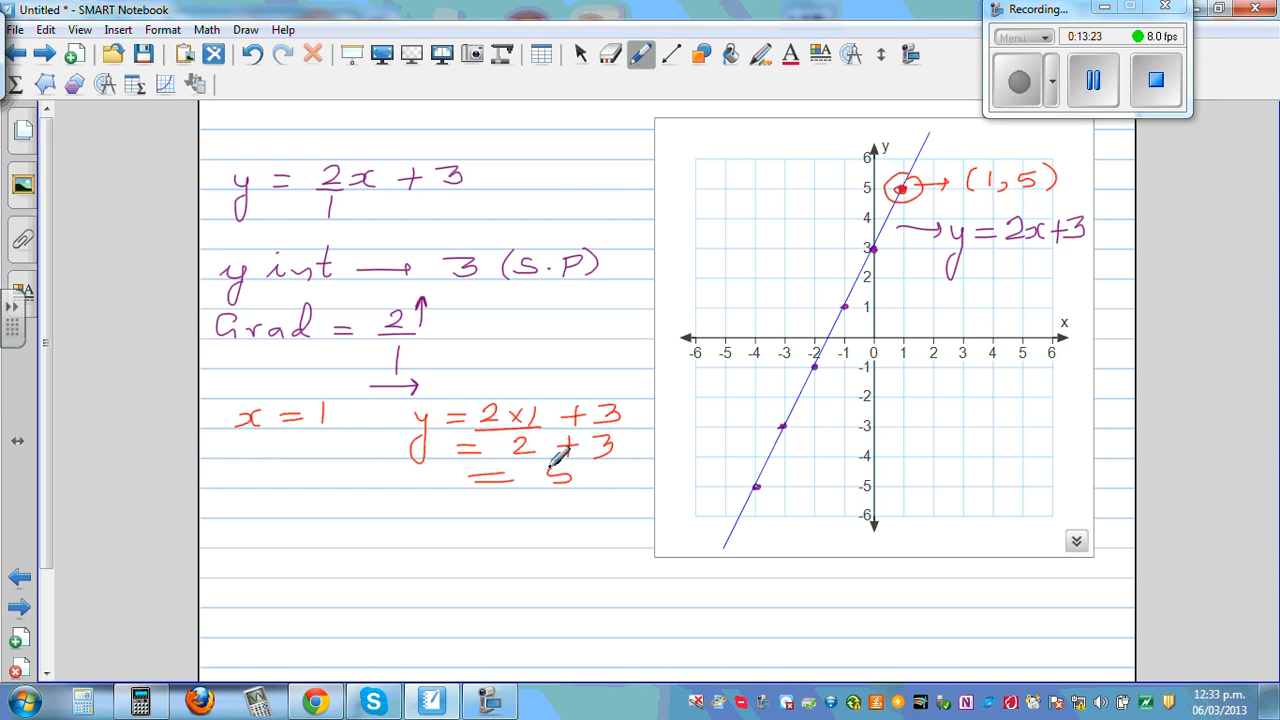 Untitled * - SMART Notebook
Recording...
File Edit View Insert Format Math Draw Help
Menu
0:13:23
8.0 fps
y = 2x + 3
1
y int → 3 (S.P)
Grad = 2↑
1
→
x = 1 y = 2×1 + 3
= 2 + 3
= 5
y
→ (1,5)
→ y = 2x+3
x
6
5
4
3
2
1
-6 -5 -4 -3 -2 -1 0 1 2 3 4 5 6
-1
-2
-3
-4
-5
-6
12:33 p.m.
06/03/2013